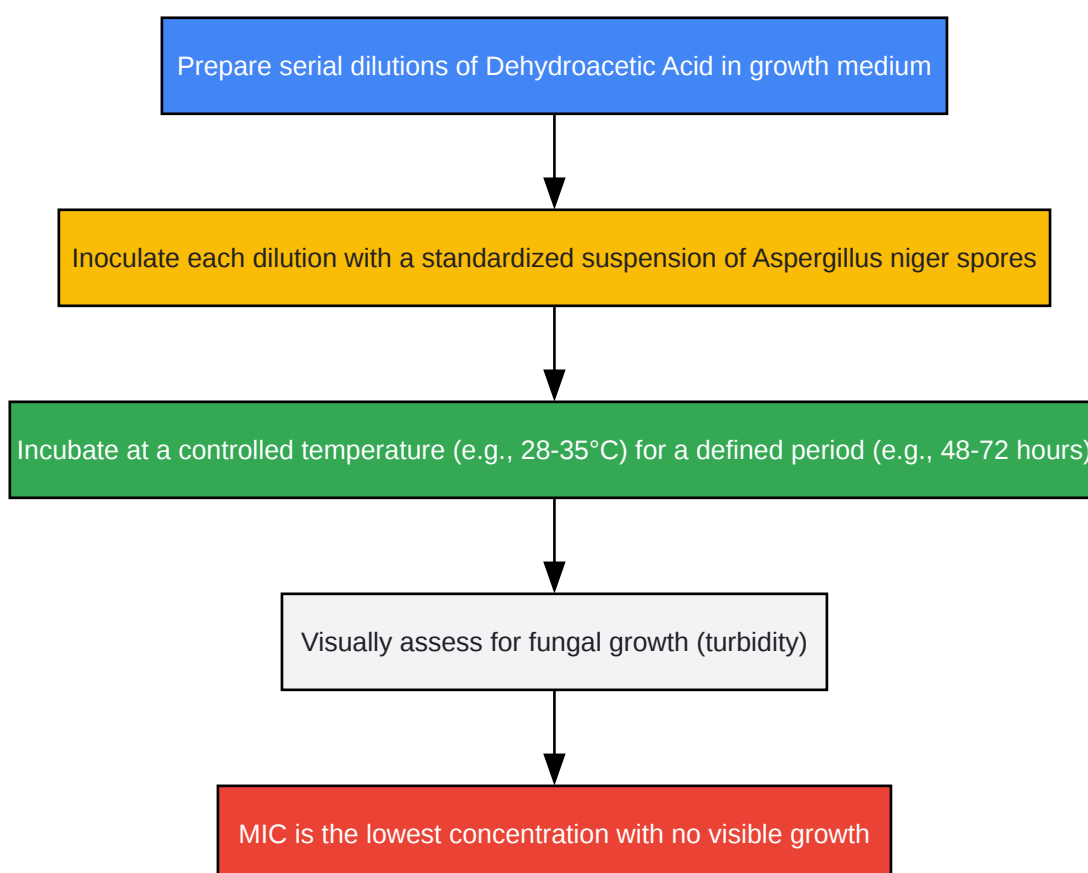 Prepare serial dilutions of Dehydroacetic Acid in growth medium
Inoculate each dilution with a standardized suspension of Aspergillus niger spores
Incubate at a controlled temperature (e.g., 28-35°C) for a defined period (e.g., 48-72 hours)
Visually assess for fungal growth (turbidity)
MIC is the lowest concentration with no visible growth